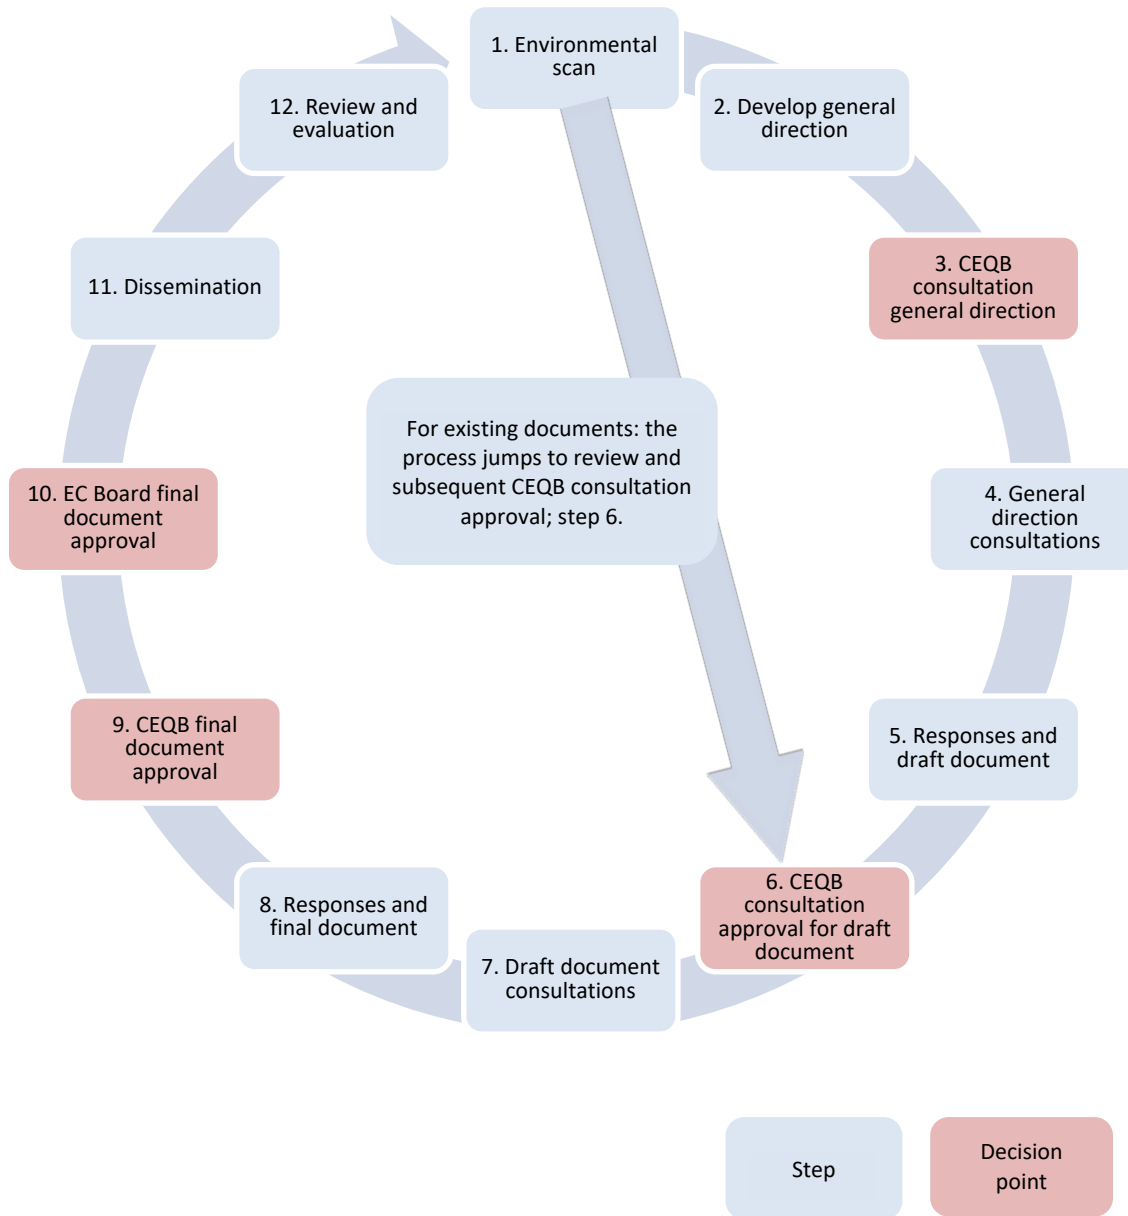 1. Environmental
scan
2. Develop general
direction
3. CEQB
consultation
general direction
4. General
direction
consultations
5. Responses and
draft document
6. CEQB
consultation
approval for draft
document
7. Draft document
consultations
8. Responses and
final document
9. CEQB final
document
approval
10. EC Board final
document
approval
11. Dissemination
12. Review and
evaluation
For existing documents: the
process jumps to review and
subsequent CEQB consultation
approval; step 6.
Step
Decision
point